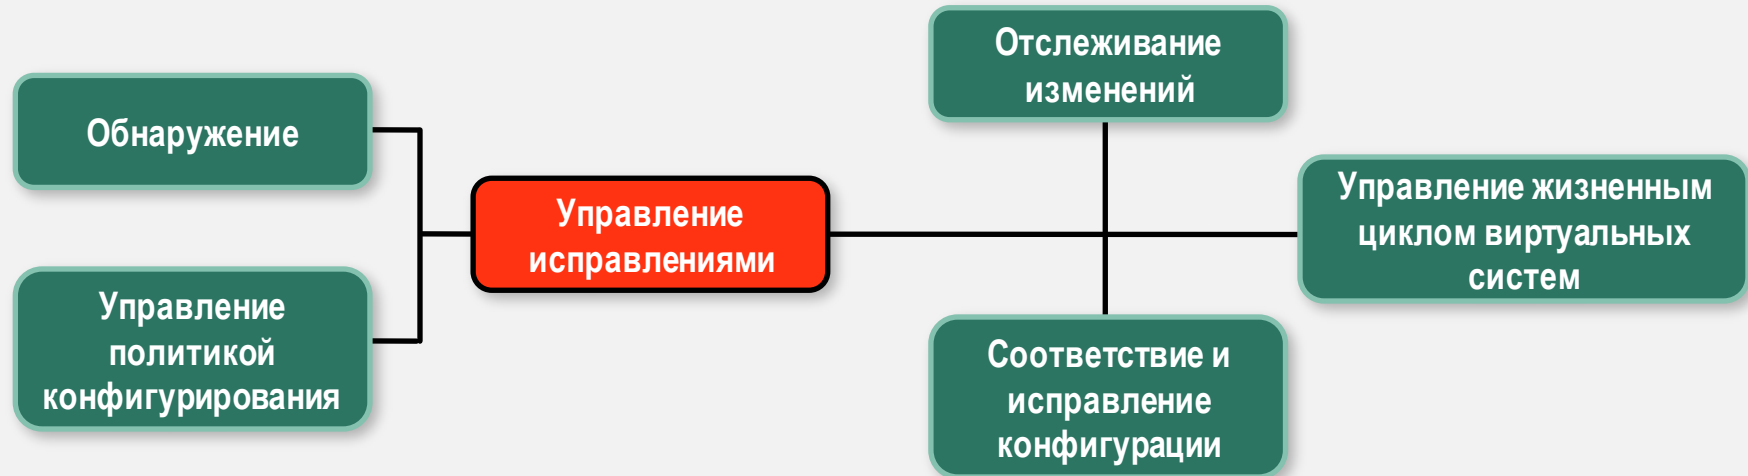 Обнаружение
Управление
политикой
конфигурирования
Управление
исправлениями
Отслеживание
изменений
Управление жизненным
циклом виртуальных
систем
Соответствие и
исправление
конфигурации